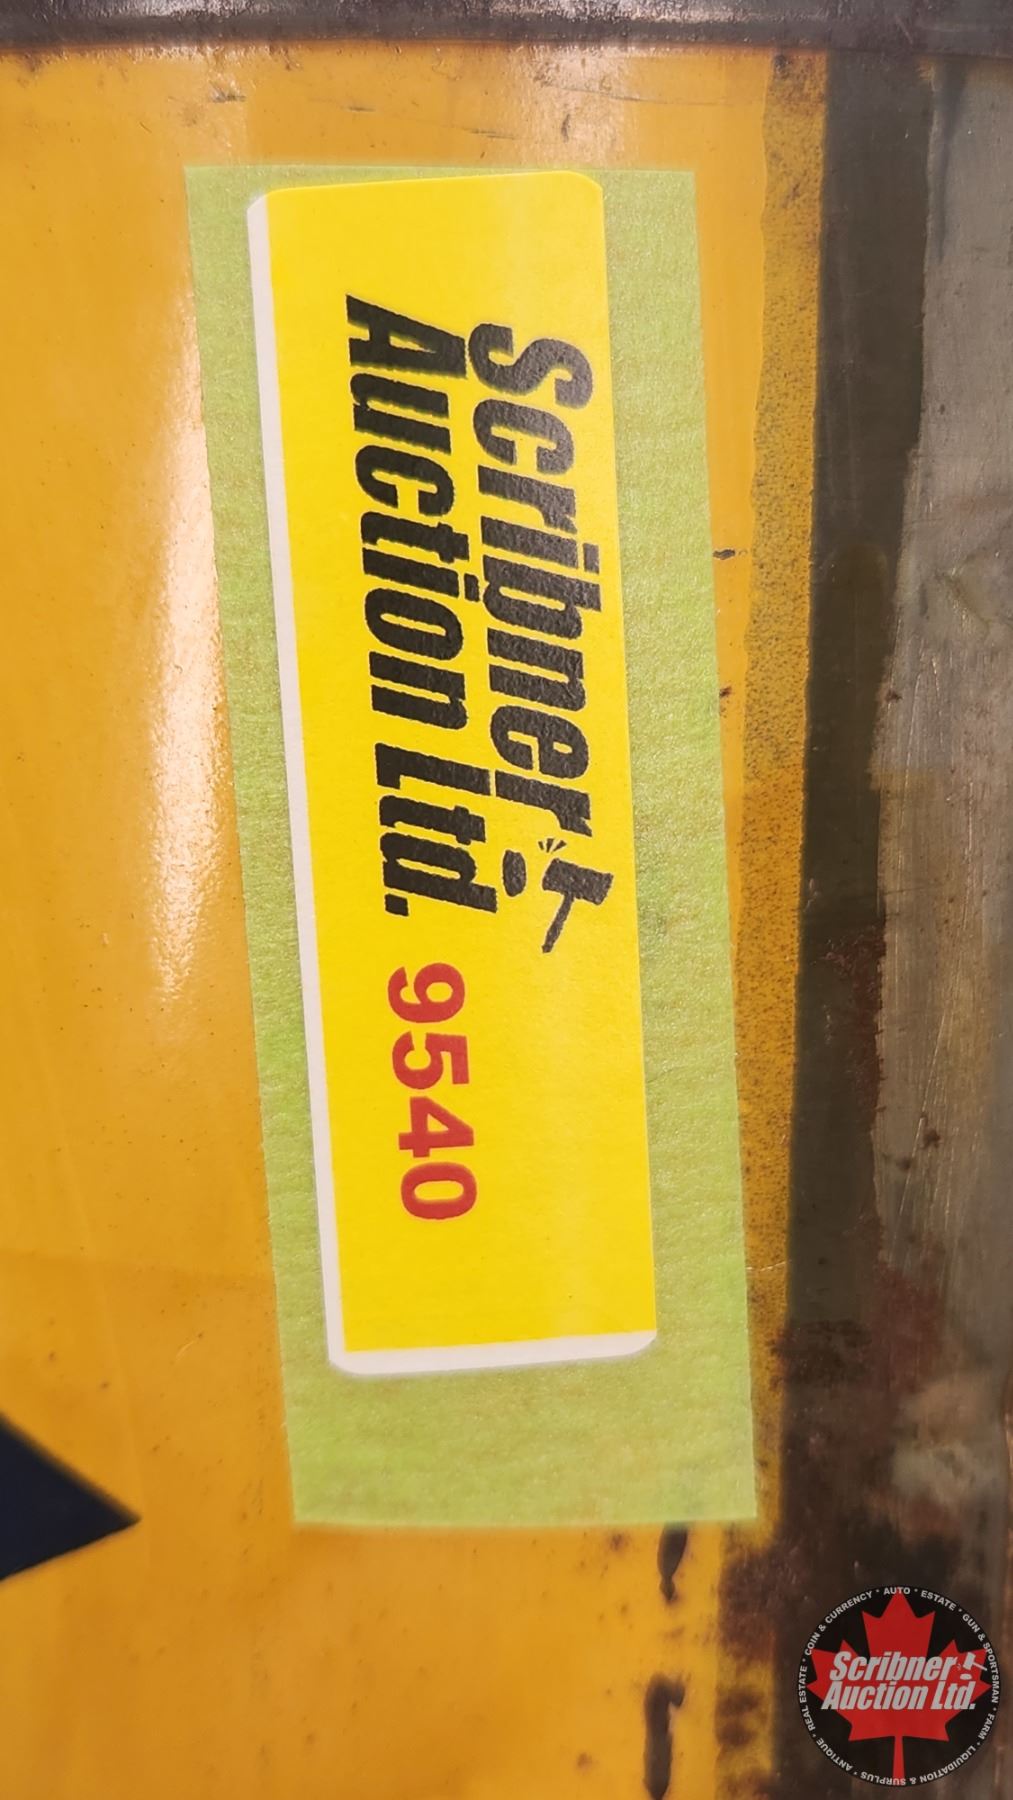 Scribner
Auction Ltd. 9540
COIN & CURRENCY * AUTO * ESTATE * GUN & SPORTSMAN * FARM * LIQUIDATION & SURPLUS * ANTIQUE * REAL ESTATE *
Scribner
Auction Ltd.